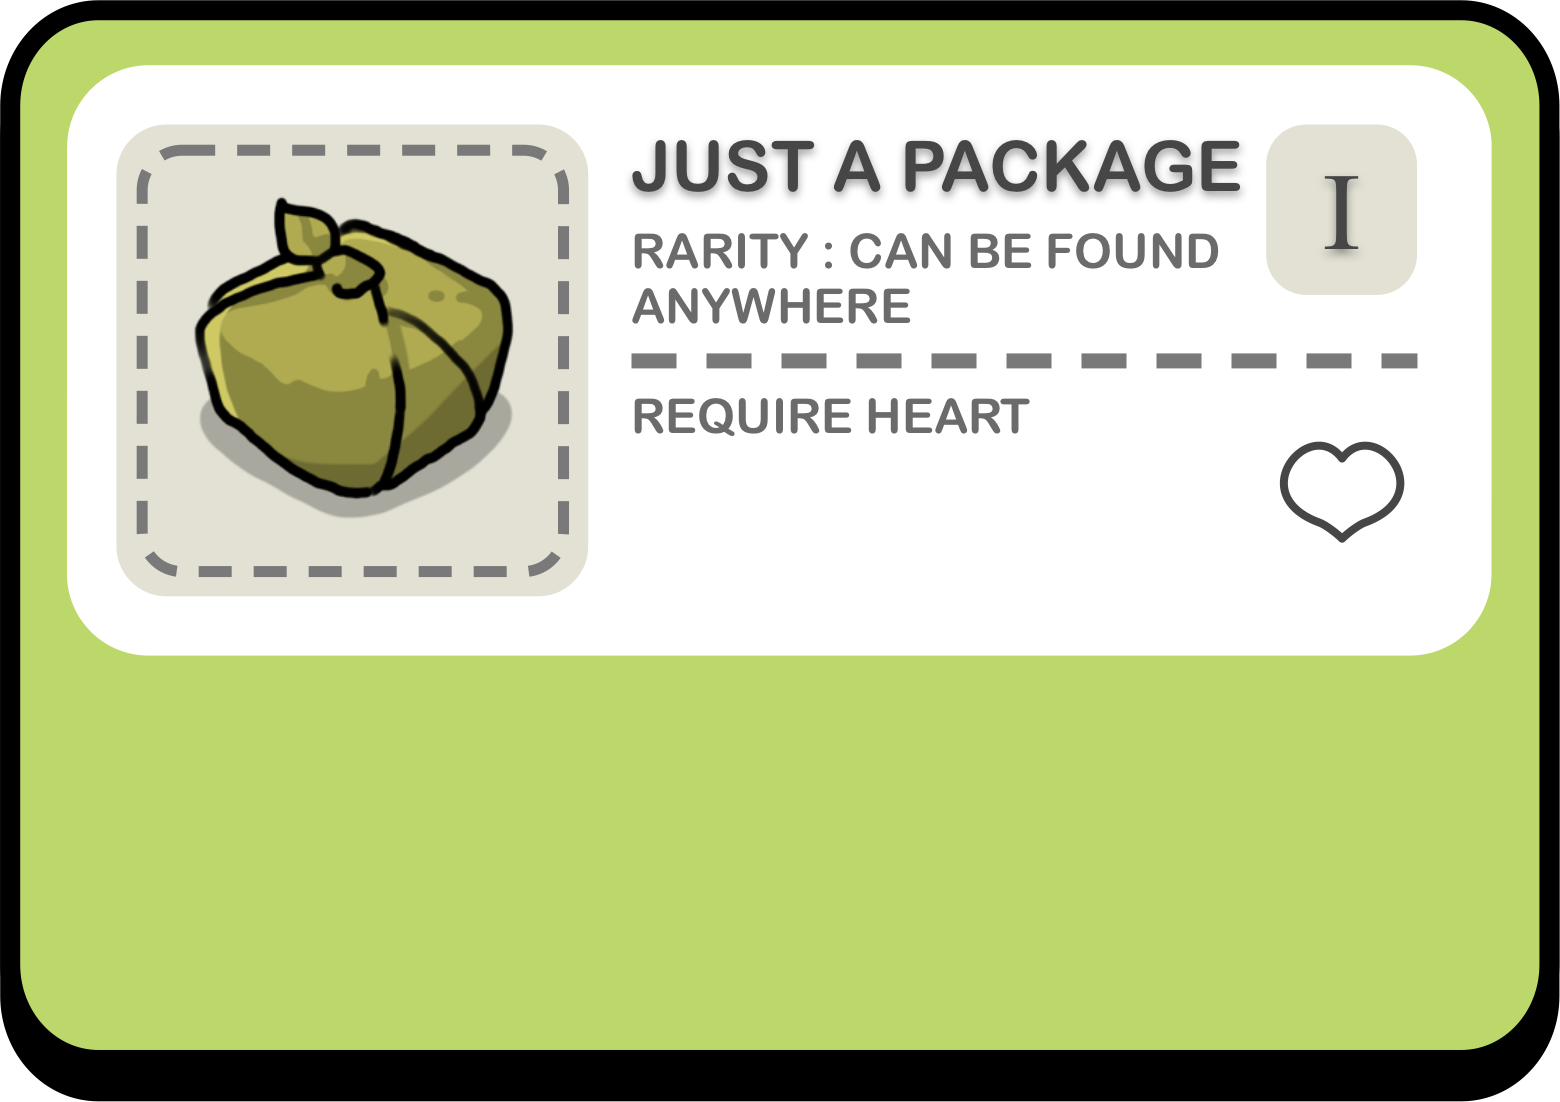 JUST A PACKAGE
I
RARITY : CAN BE FOUND
ANYWHERE
REQUIRE HEART